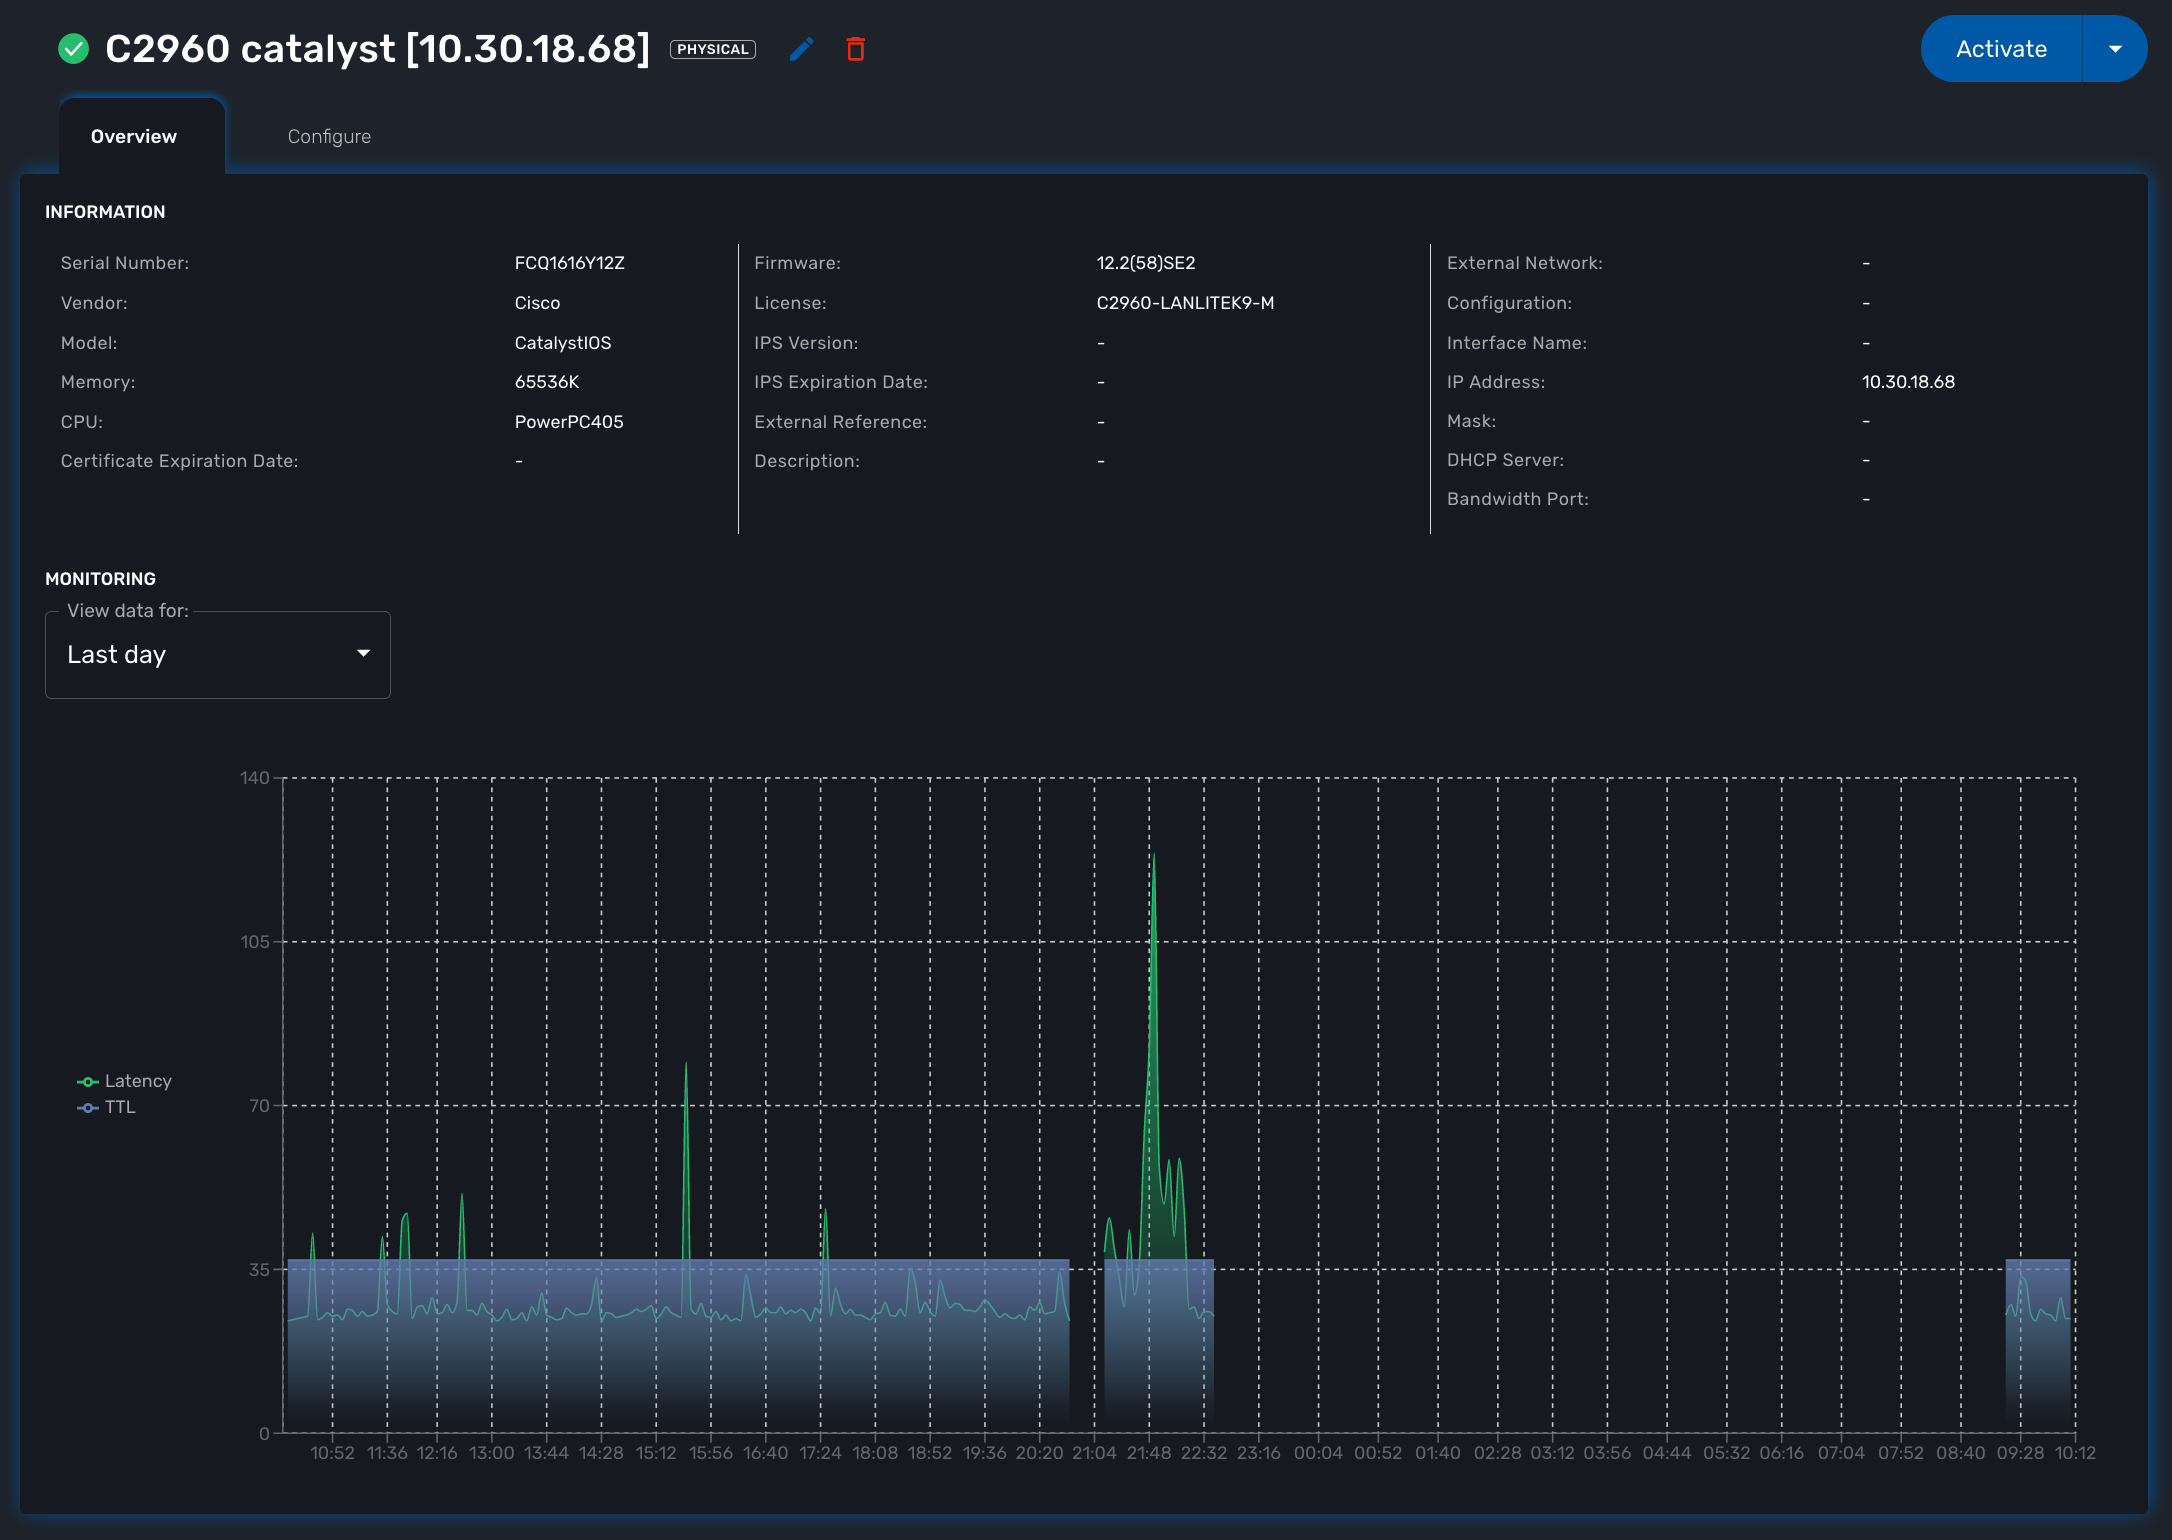 C2960 catalyst [10.30.18.68] PHYSICAL Activate
Overview Configure
INFORMATION
Serial Number: FCQ1616Y12Z Firmware: 12.2(58)SE2 External Network: -
Vendor: Cisco License: C2960-LANLITEK9-M Configuration: -
Model: CatalystIOS IPS Version: - Interface Name: -
Memory: 65536K IPS Expiration Date: - IP Address: 10.30.18.68
CPU: PowerPC405 External Reference: - Mask: -
Certificate Expiration Date: - Description: - DHCP Server: -
Bandwidth Port: -
MONITORING
View data for:
Last day
140
105
Latency
TTL
70
35
0
10:52 11:36 12:16 13:00 13:44 14:28 15:12 15:56 16:40 17:24 18:08 18:52 19:36 20:20 21:04 21:48 22:32 23:16 00:04 00:52 01:40 02:28 03:12 03:56 04:44 05:32 06:16 07:04 07:52 08:40 09:28 10:12